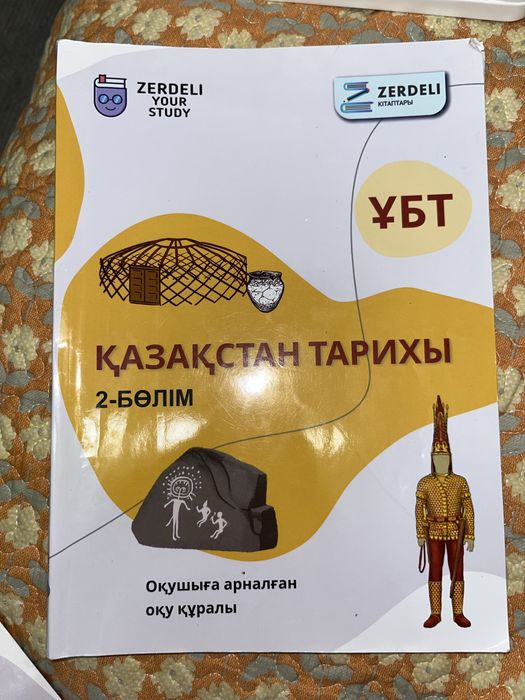 ZERDELI
YOUR
STUDY
ZERDELI
КІТАПТАРЫ
ҰБТ
ҚАЗАҚСТАН ТАРИХЫ
2-БӨЛІМ
Оқушыға арналған
оқу құралы